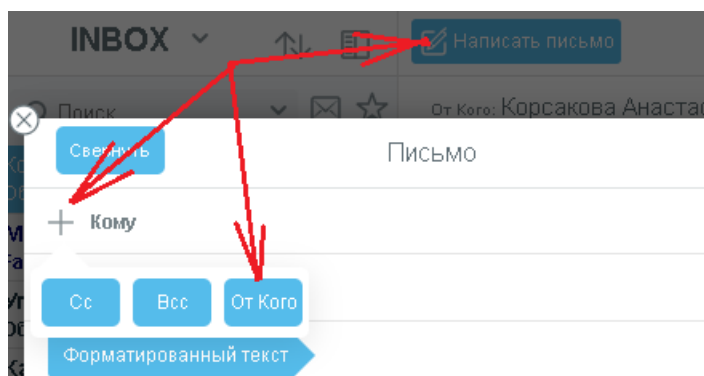 INBOX
Написать письмо
Поиск
От Кого: Корсакова Анастас
Свернуть
Письмо
Кому
Cc
Bcc
От Кого
Форматированный текст